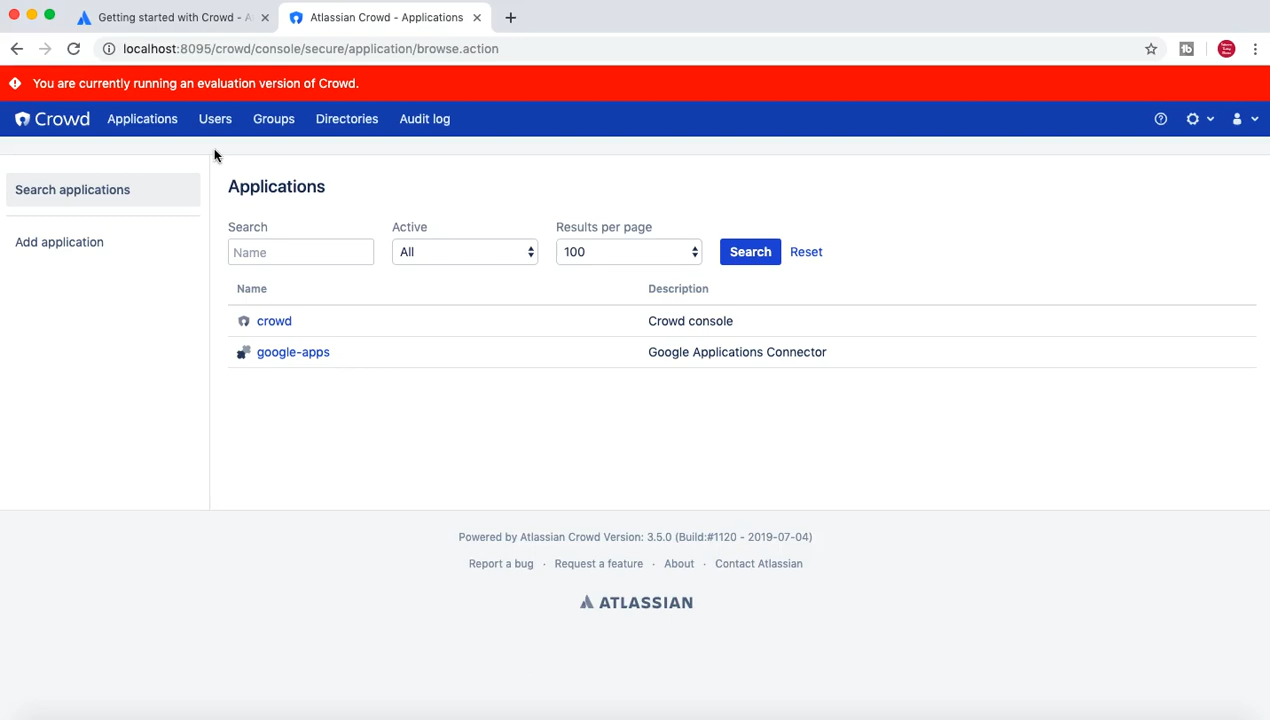 Getting started with Crowd - A
Atlassian Crowd - Applications
localhost:8095/crowd/console/secure/application/browse.action
You are currently running an evaluation version of Crowd.
Crowd Applications Users Groups Directories Audit log
Search applications
Add application
Applications
Search Active Results per page
Name All 100 Search Reset
Name Description
crowd Crowd console
google-apps Google Applications Connector
Powered by Atlassian Crowd Version: 3.5.0 (Build:#1120 - 2019-07-04)
Report a bug · Request a feature · About · Contact Atlassian
ATLASSIAN